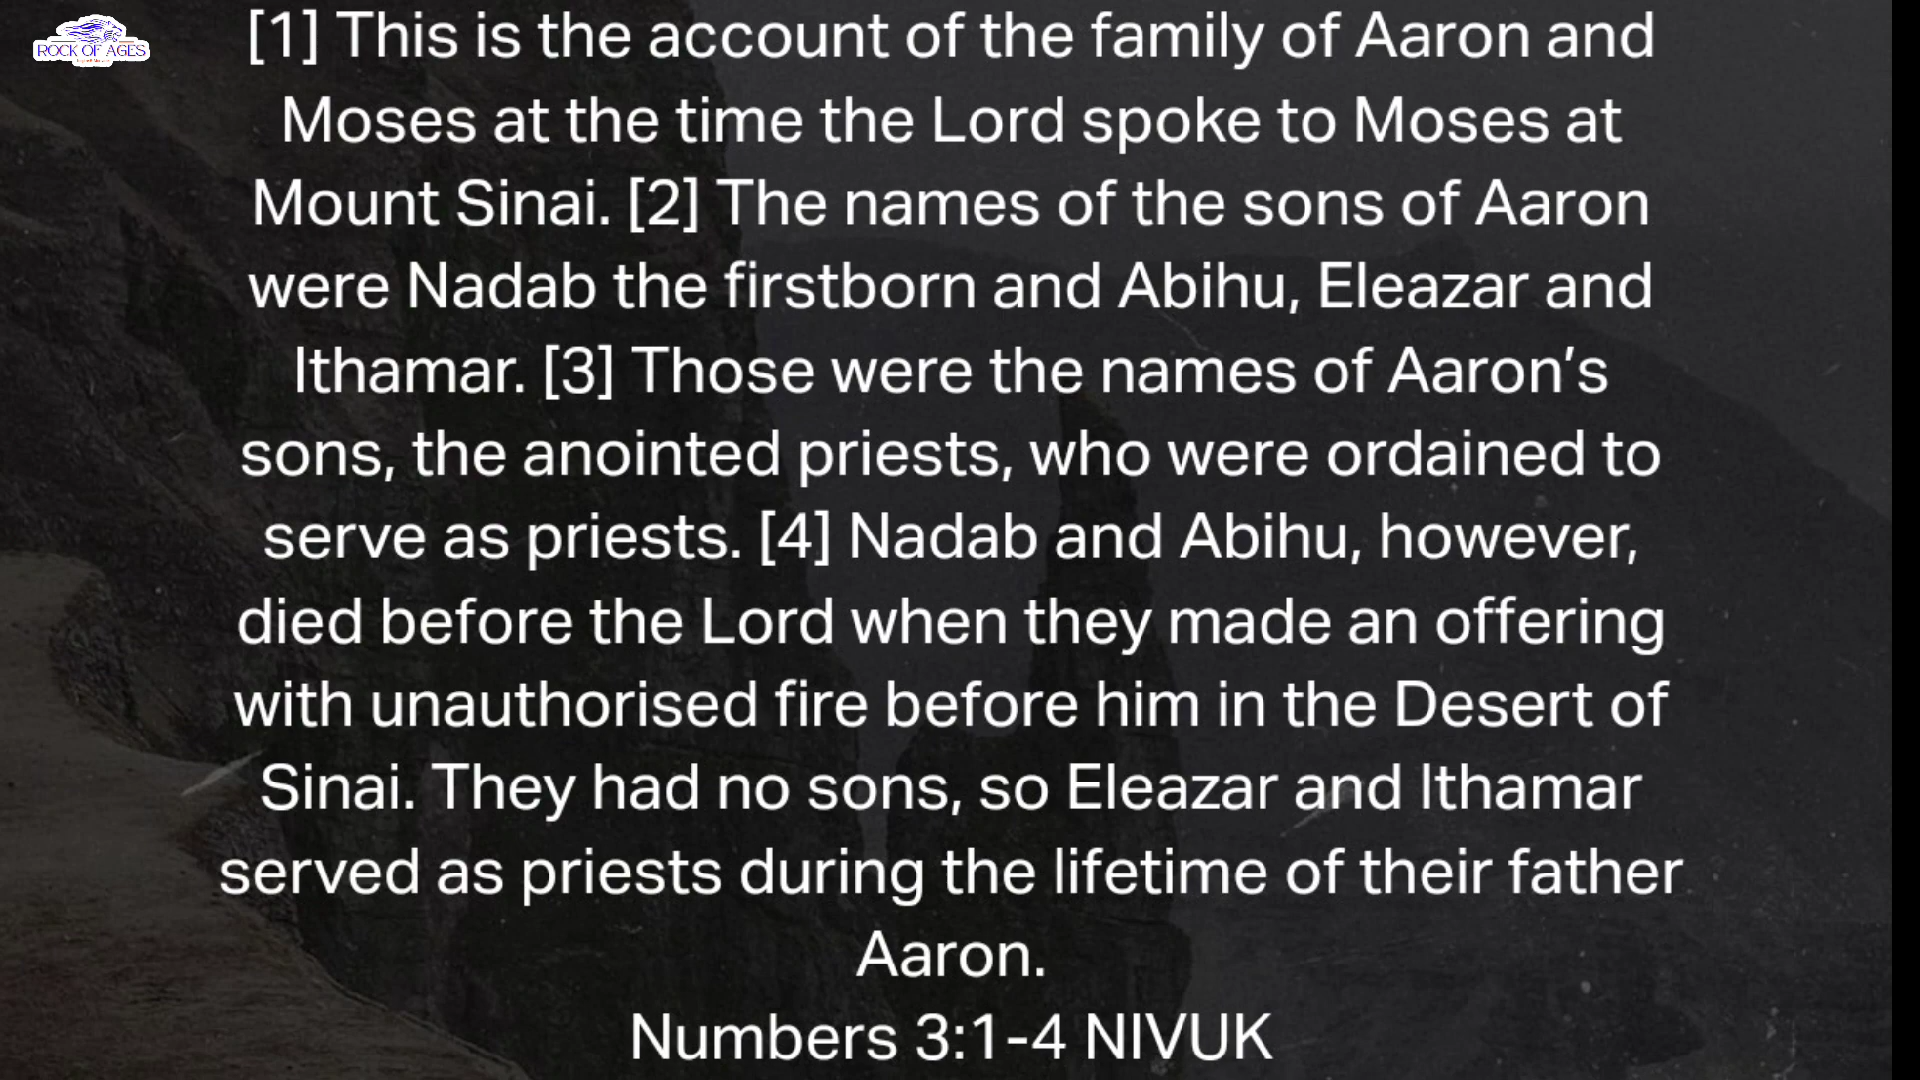 ROCK OF AGES
[1] This is the account of the family of Aaron and
Moses at the time the Lord spoke to Moses at
Mount Sinai. [2] The names of the sons of Aaron
were Nadab the firstborn and Abihu, Eleazar and
Ithamar. [3] Those were the names of Aaron’s
sons, the anointed priests, who were ordained to
serve as priests. [4] Nadab and Abihu, however,
died before the Lord when they made an offering
with unauthorised fire before him in the Desert of
Sinai. They had no sons, so Eleazar and Ithamar
served as priests during the lifetime of their father
Aaron.
Numbers 3:1-4 NIVUK